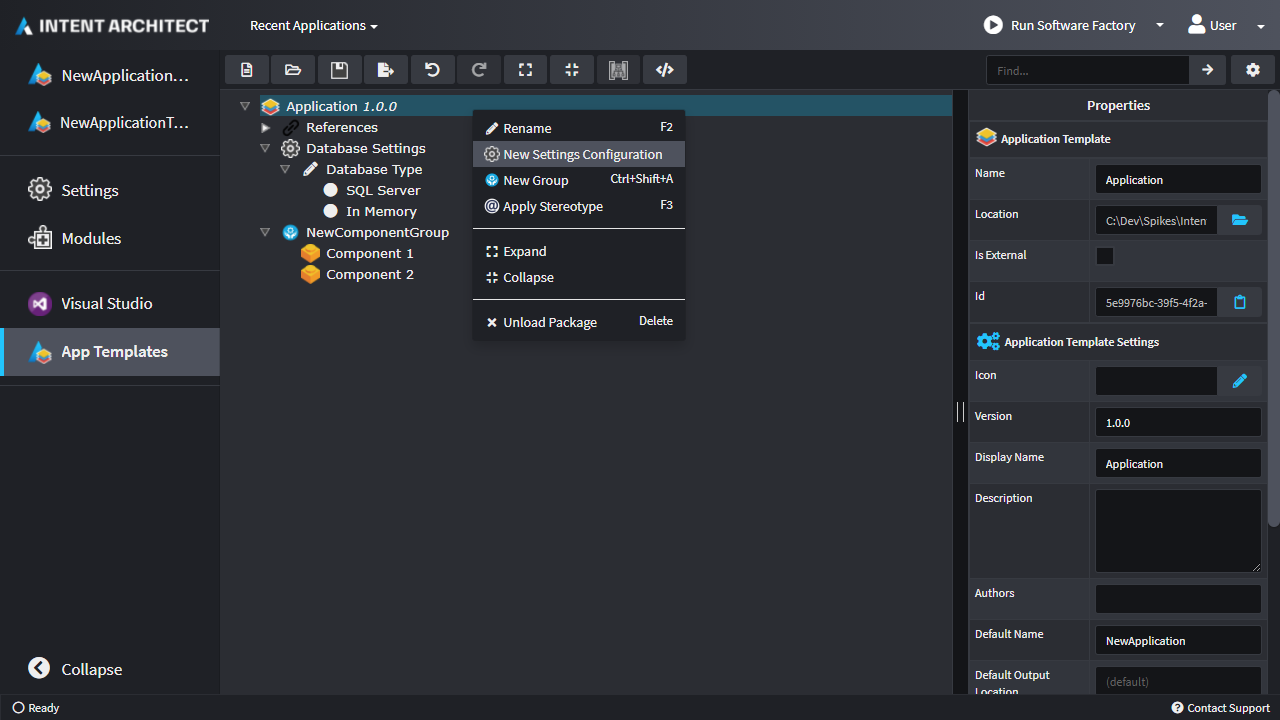 INTENT ARCHITECT
Recent Applications
Run Software Factory
User
NewApplication...
NewApplicationT...
Settings
Modules
Visual Studio
App Templates
Collapse
Find...
Application 1.0.0
References
Database Settings
Database Type
SQL Server
In Memory
NewComponentGroup
Component 1
Component 2
Rename F2
New Settings Configuration
New Group Ctrl+Shift+A
Apply Stereotype F3
Expand
Collapse
Unload Package Delete
Properties
Application Template
Name Application
Location C:\Dev\Spikes\Inten
Is External
Id 5e9976bc-39f5-4f2a-
Application Template Settings
Icon
Version 1.0.0
Display Name Application
Description
Authors
Default Name NewApplication
Default Output (default)
Location
Ready
Contact Support